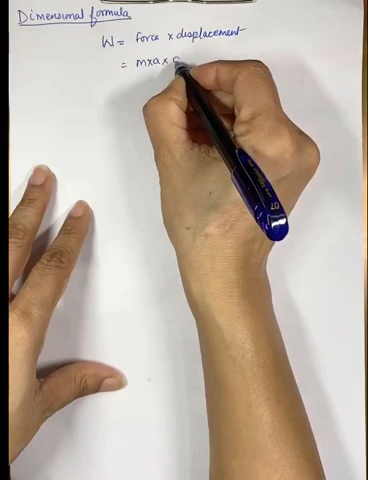 Dimensional formula
W = force × displacement
= m×a× s